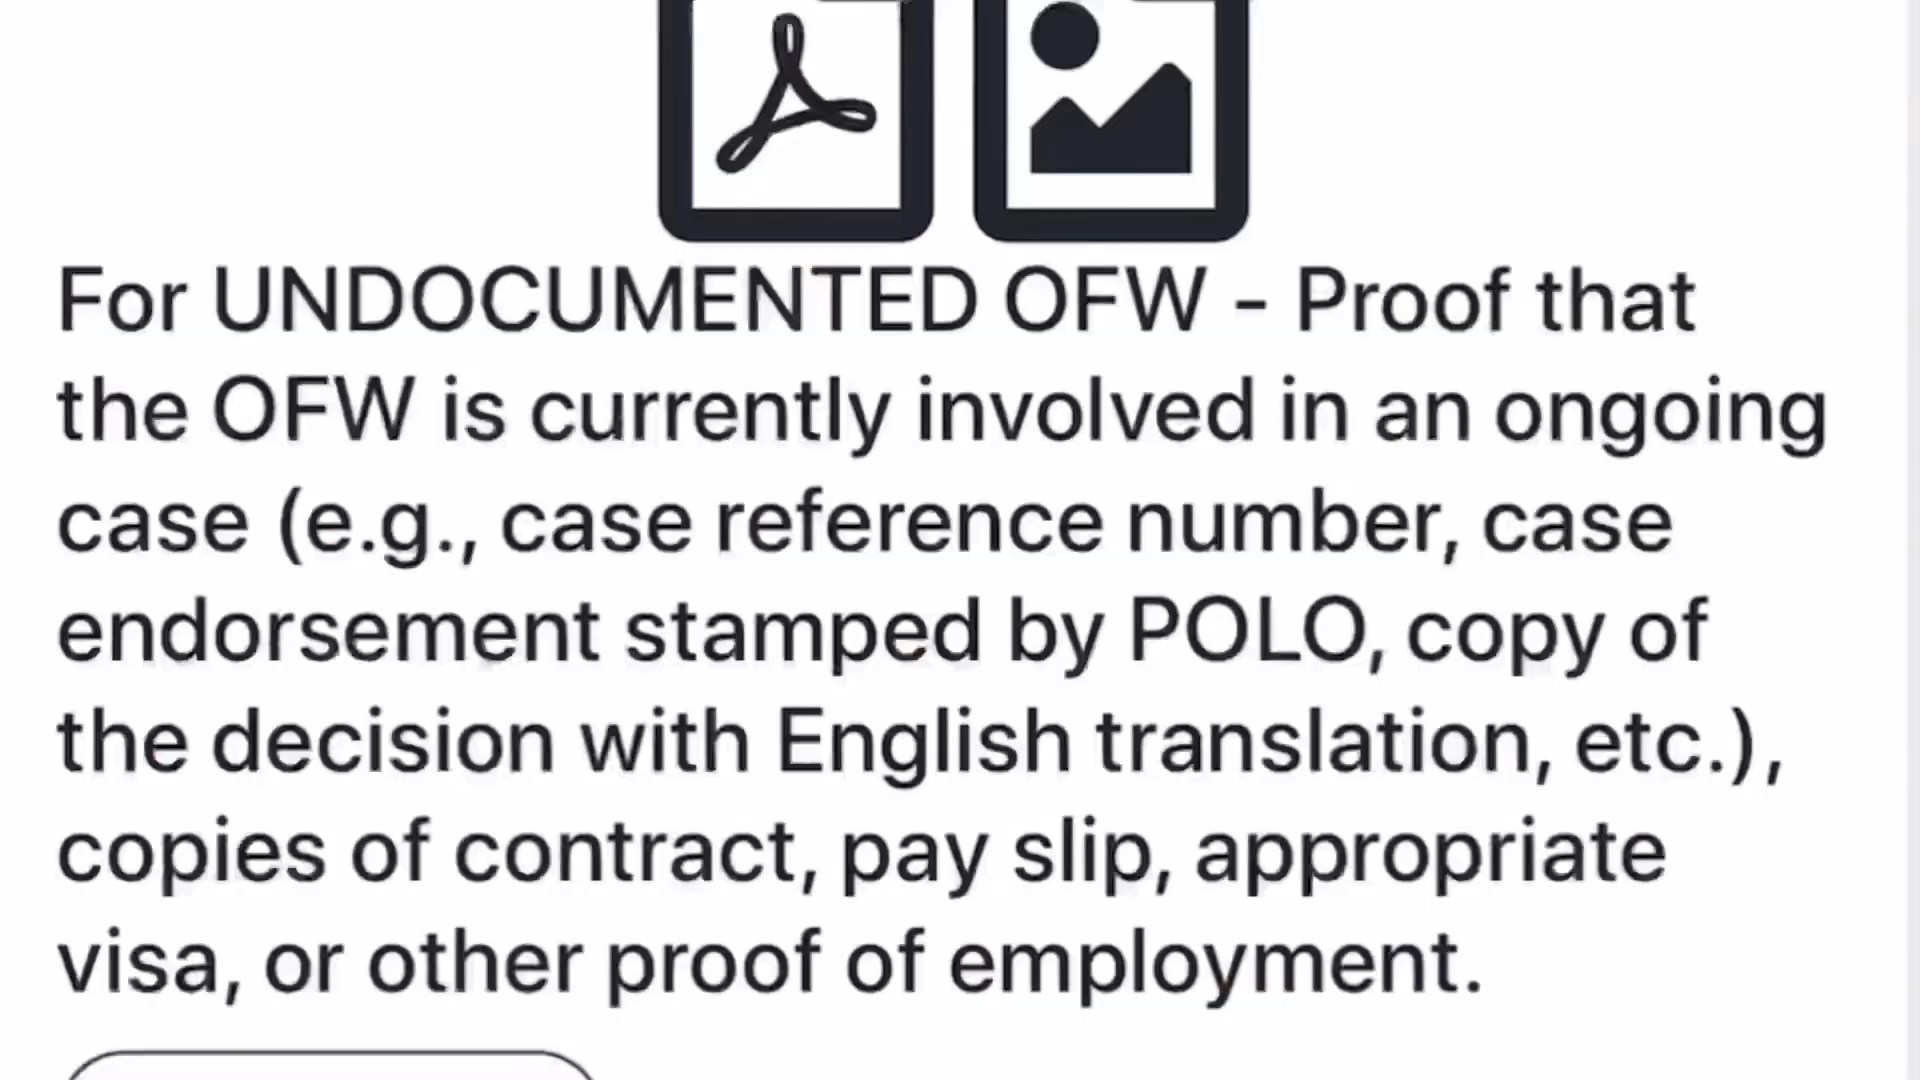 For UNDOCUMENTED OFW - Proof that
the OFW is currently involved in an ongoing
case (e.g., case reference number, case
endorsement stamped by POLO, copy of
the decision with English translation, etc.),
copies of contract, pay slip, appropriate
visa, or other proof of employment.